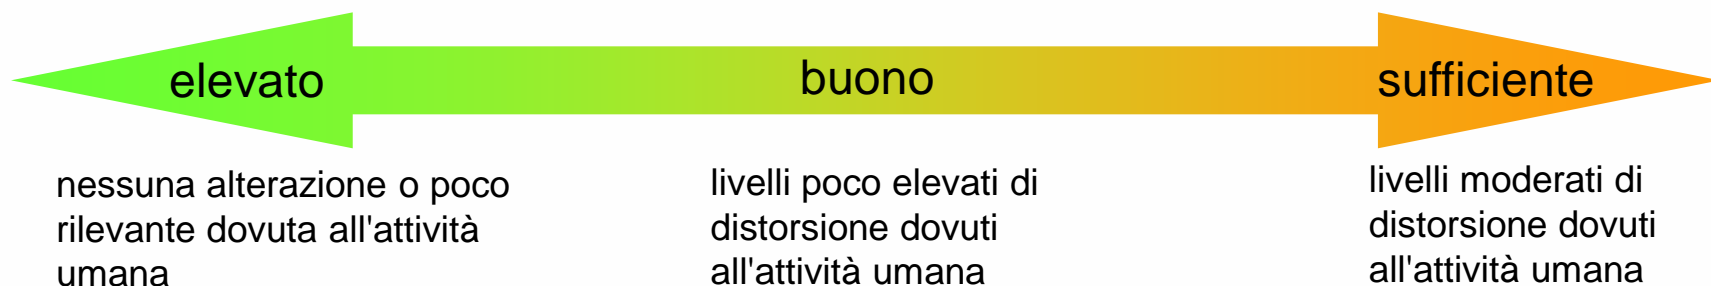 elevato
buono
sufficiente
nessuna alterazione o poco
rilevante dovuta all'attività
umana
livelli poco elevati di
distorsione dovuti
all'attività umana
livelli moderati di
distorsione dovuti
all'attività umana